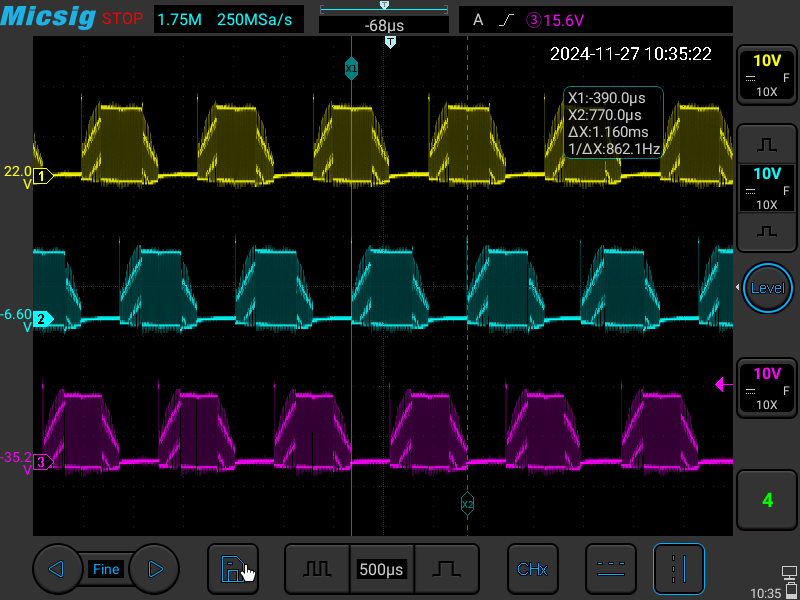 Micsig STOP 1.75M 250MSa/s -68µs A ③15.6V
T
T
2024-11-27 10:35:22
X1
X1:-390.0µs
X2:770.0µs
ΔX:1.160ms
1/ΔX:862.1Hz
10V
F
10X
22.0
V
1
10V
F
10X
-6.60
V
2
Level
10V
F
10X
-35.2
V
3
X2
4
Fine
500µs
CHx
10:35